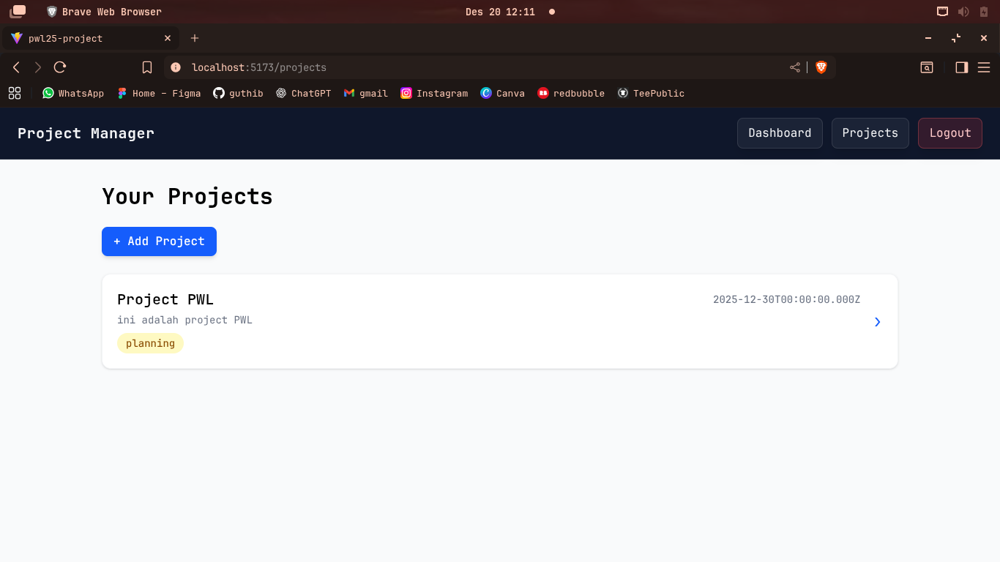 Brave Web Browser
Des 20 12:11
pwl25-project
localhost:5173/projects
WhatsApp
Home – Figma
guthib
ChatGPT
gmail
Instagram
Canva
redbubble
TeePublic
Project Manager
Dashboard
Projects
Logout
Your Projects
+ Add Project
Project PWL
2025-12-30T00:00:00.000Z
ini adalah project PWL
planning